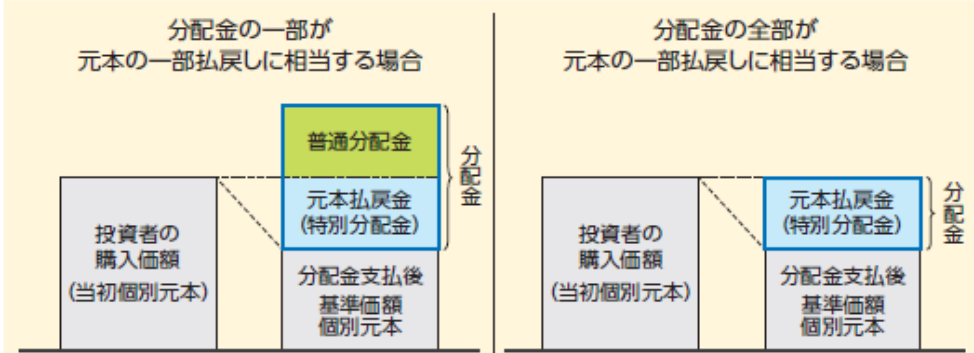 分配金の一部が
元本の一部払戻しに相当する場合
普通分配金
元本払戻金
(特別分配金)
分配金
投資者の
購入価額
(当初個別元本)
分配金支払後
基準価額
個別元本
分配金の全部が
元本の一部払戻しに相当する場合
元本払戻金
(特別分配金)
分配金
投資者の
購入価額
(当初個別元本)
分配金支払後
基準価額
個別元本